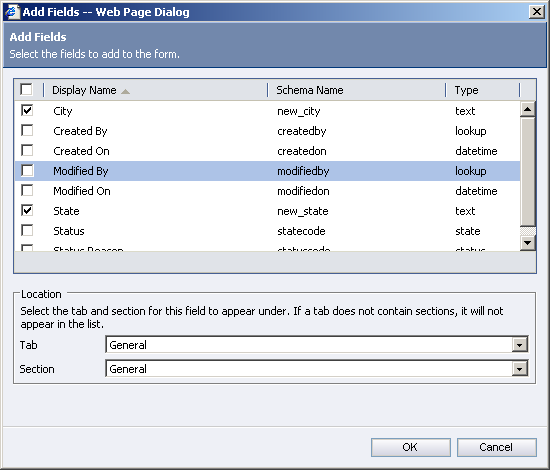 Add Fields -- Web Page Dialog
Add Fields
Select the fields to add to the form.
Display Name Schema Name Type
City new_city text
Created By createdby lookup
Created On createdon datetime
Modified By modifiedby lookup
Modified On modifiedon datetime
State new_state text
Status statecode state
Status Reason statuscode status
Location
Select the tab and section for this field to appear under. If a tab does not contain sections, it will not
appear in the list.
Tab General
Section General
OK Cancel